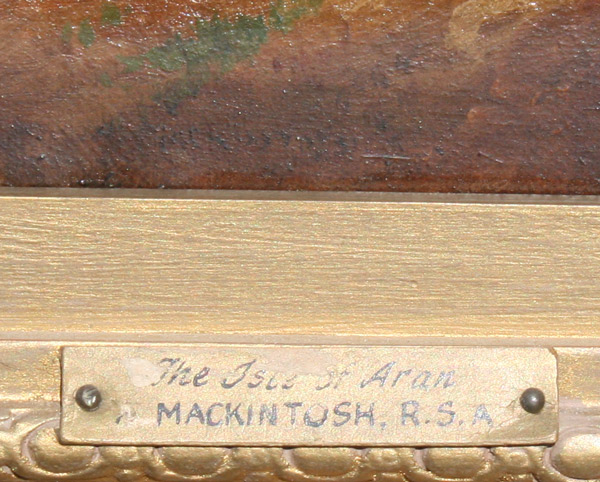 The Isle of Aran
MACKINTOSH. R.S.A